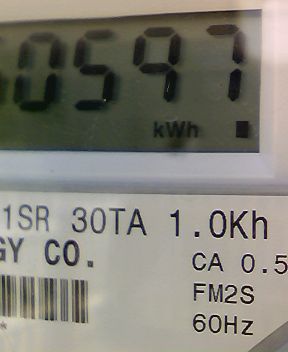 0597
kWh
1SR 30TA 1.0Kh
GY CO.
CA 0.5
FM2S
60Hz